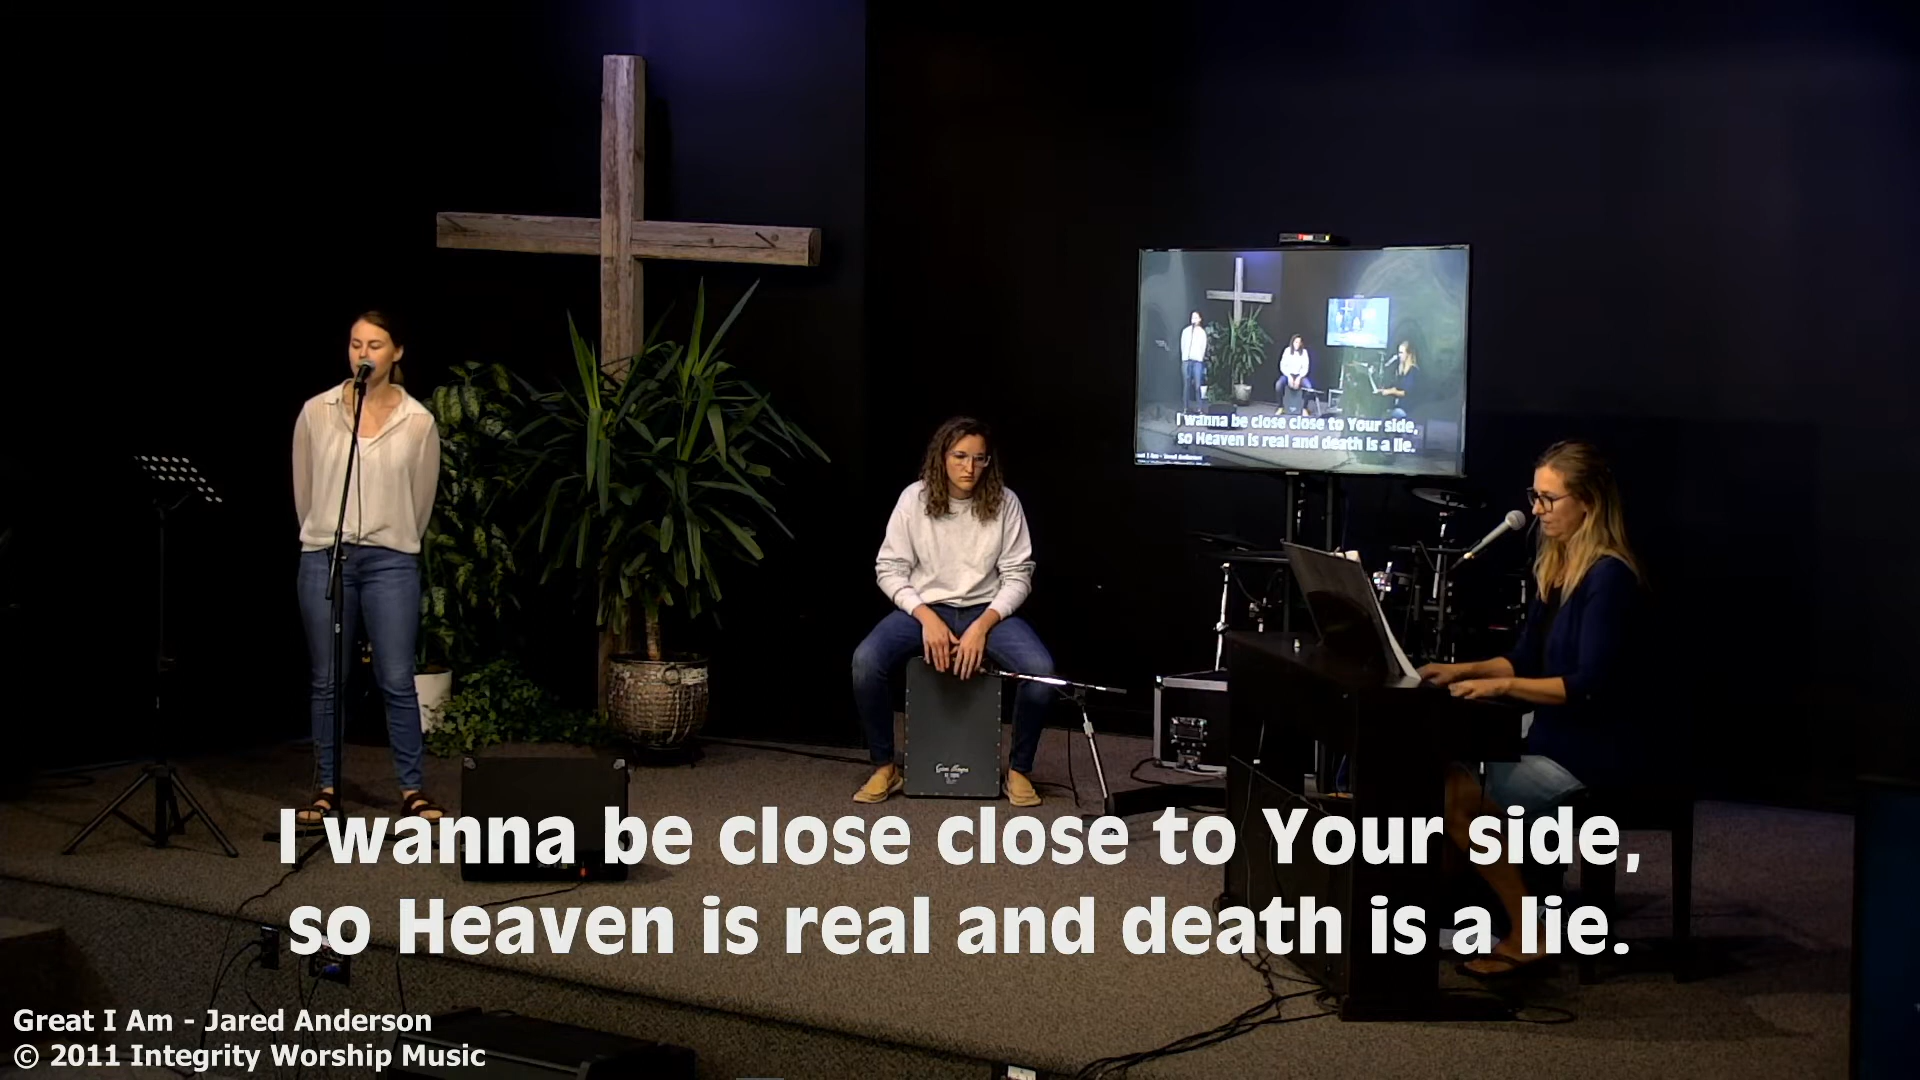 I wanna be close close to Your side,
so Heaven is real and death is a lie.
I wanna be close close to Your side,
so Heaven is real and death is a lie.
Great I Am - Jared Anderson
© 2011 Integrity Worship Music